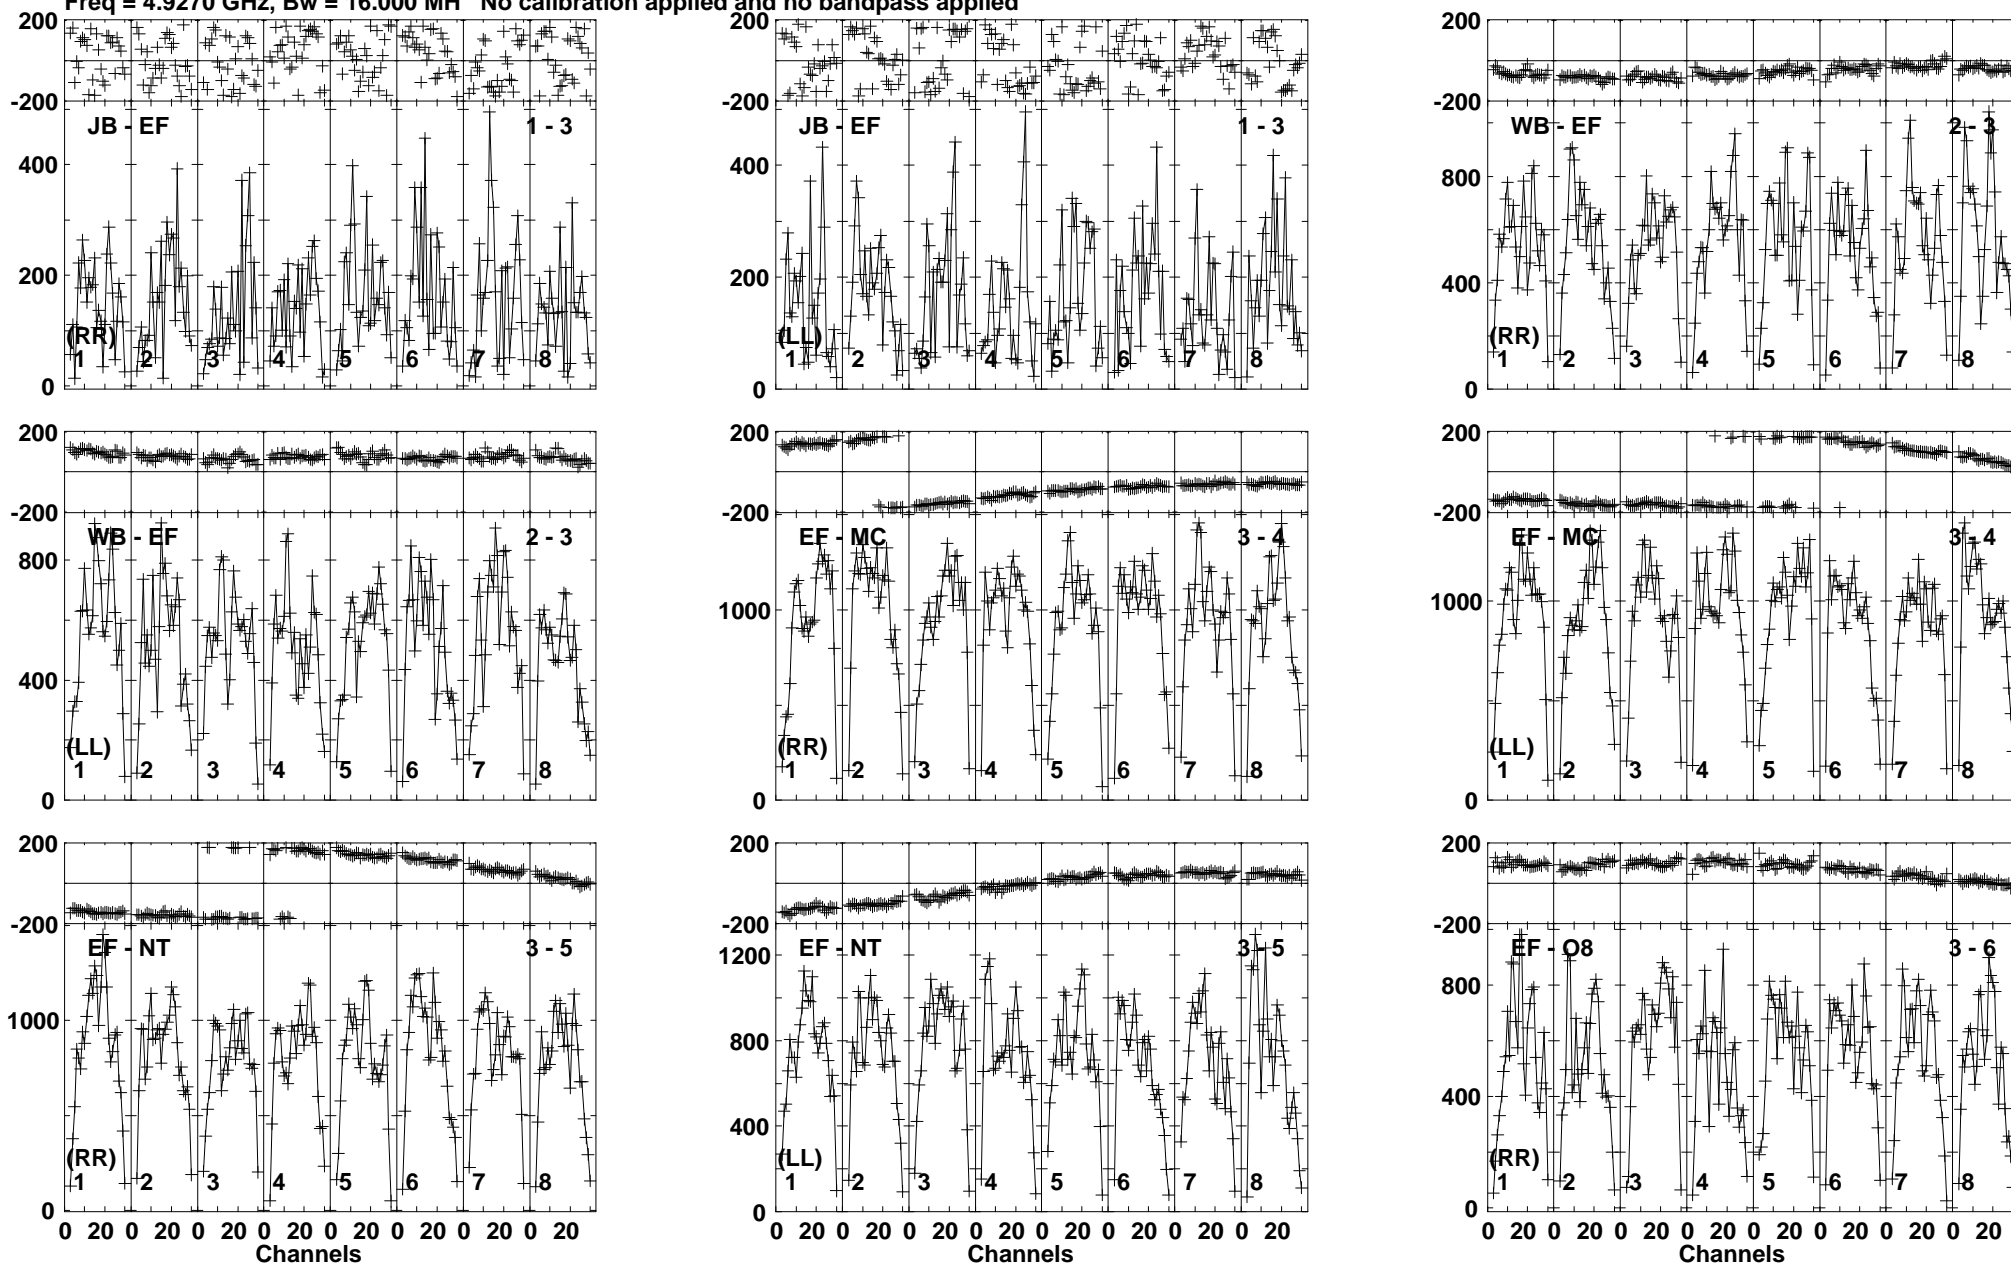 Freq = 4.9270 GHz, Bw = 16.000 MH No calibration applied and no bandpass applied
200 200 200
-200 -200 -200
JB - EF 1 - 3 JB - EF 1 - 3 WB - EF 2 - 3
400 400 800
200 200 400
(RR) (LL) (RR)
1 2 3 4 5 6 7 8 1 2 3 4 5 6 7 8 1 2 3 4 5 6 7 8
0 0 0
200 200 200
-200 -200 -200
WB - EF 2 - 3 EF - MC 3 - 4 EF - MC 3 - 4
800 1000 1000
400
(LL) (RR) (LL)
1 2 3 4 5 6 7 8 1 2 3 4 5 6 7 8 1 2 3 4 5 6 7 8
0 0 0
200 200 200
-200 -200 -200
EF - NT 3 - 5 EF - NT 3 - 5 EF - O8 3 - 6
1000 1200 800
800
400 400
(RR) (LL) (RR)
1 2 3 4 5 6 7 8 1 2 3 4 5 6 7 8 1 2 3 4 5 6 7 8
0 0 0
0 20 0 20 0 20 0 20 0 20 0 20 0 20 0 20 0 20 0 20 0 20 0 20 0 20 0 20 0 20 0 20 0 20 0 20 0 20 0 20 0 20 0 20 0 20 0 20
Channels Channels